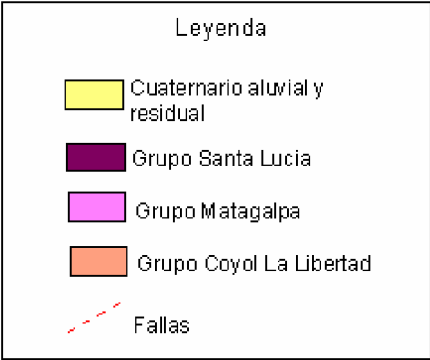 Leyenda
Cuaternario aluvial y
residual
Grupo Santa Lucia
Grupo Matagalpa
Grupo Coyol La Libertad
Fallas